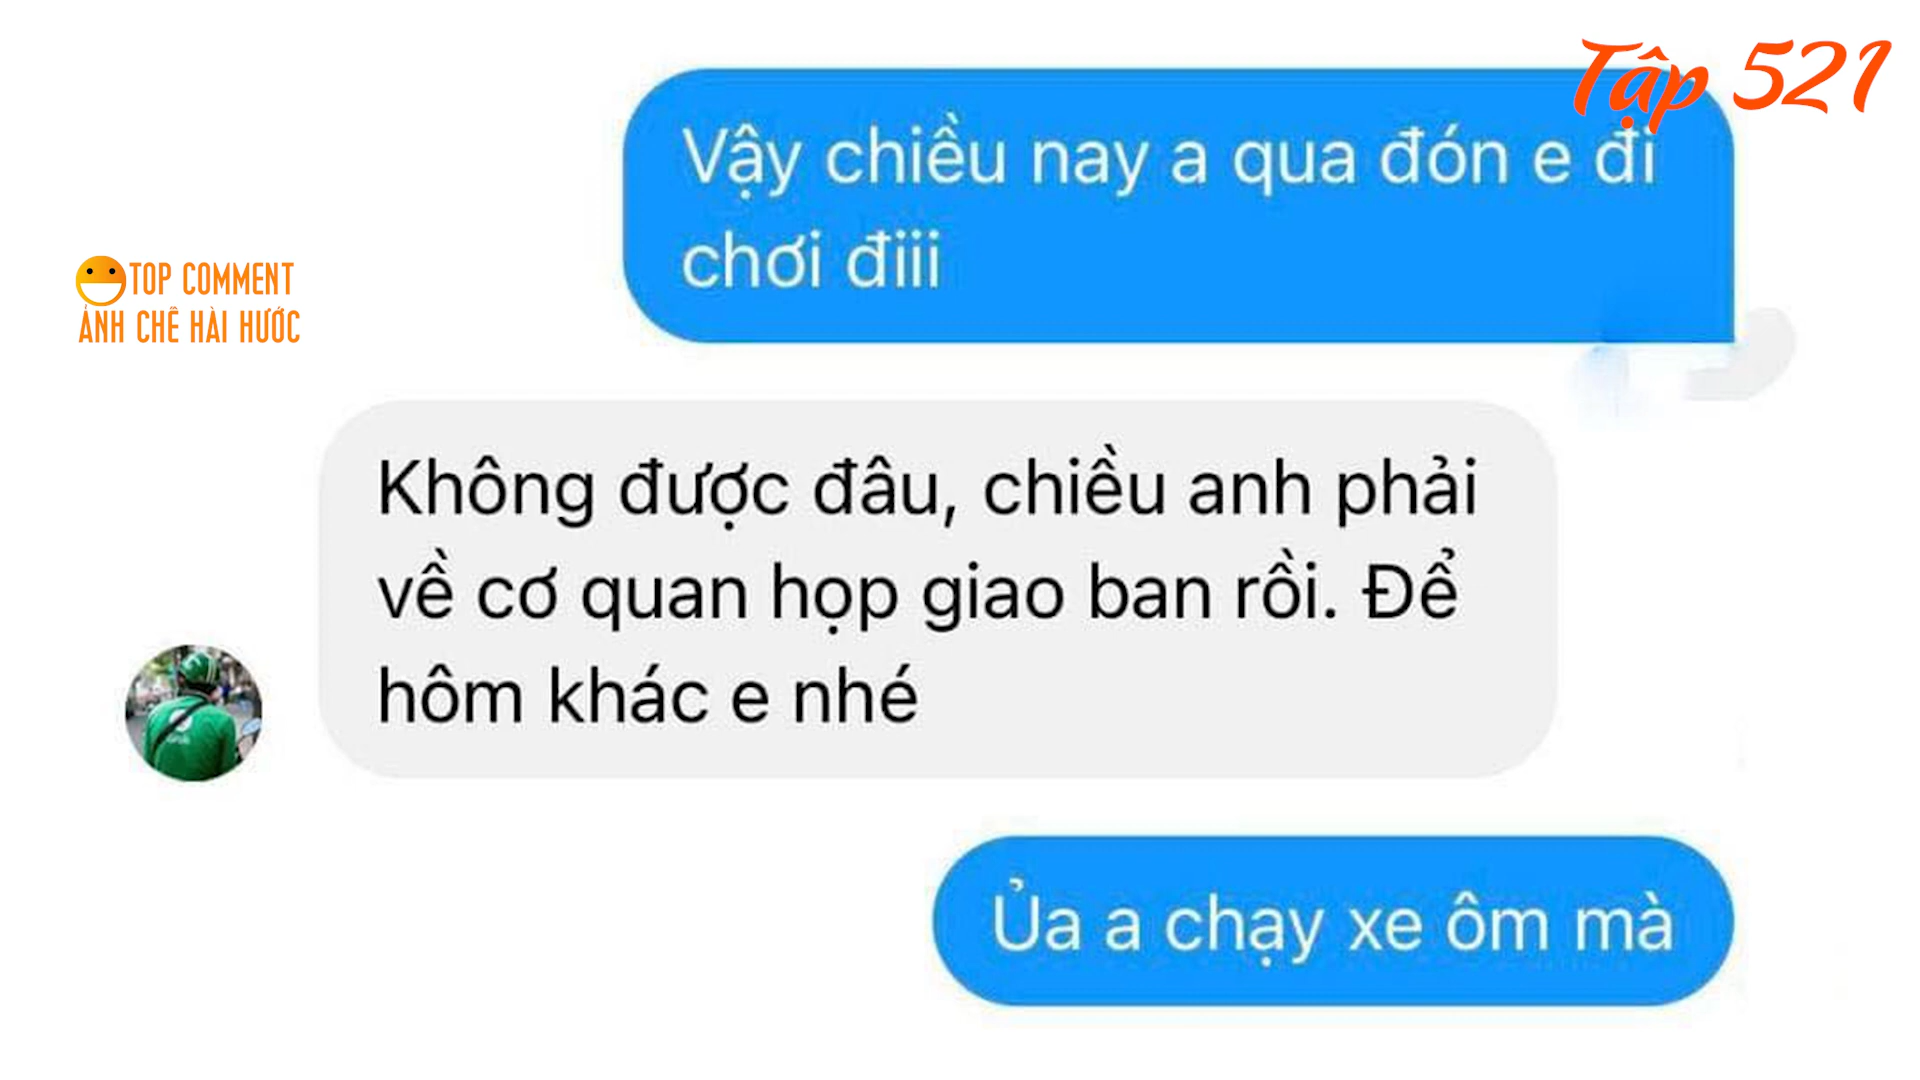 Tập 521
Vậy chiều nay a qua đón e đi
chơi điii
TOP COMMENT
ẢNH CHẾ HÀI HƯỚC
Không được đâu, chiều anh phải
về cơ quan họp giao ban rồi. Để
hôm khác e nhé
Ủa a chạy xe ôm mà